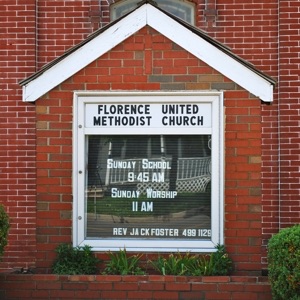 FLORENCE UNITED
METHODIST CHURCH
SUNDAY SCHOOL
9:45 AM
SUNDAY WORSHIP
11 AM
REV JACK FOSTER 499 1129